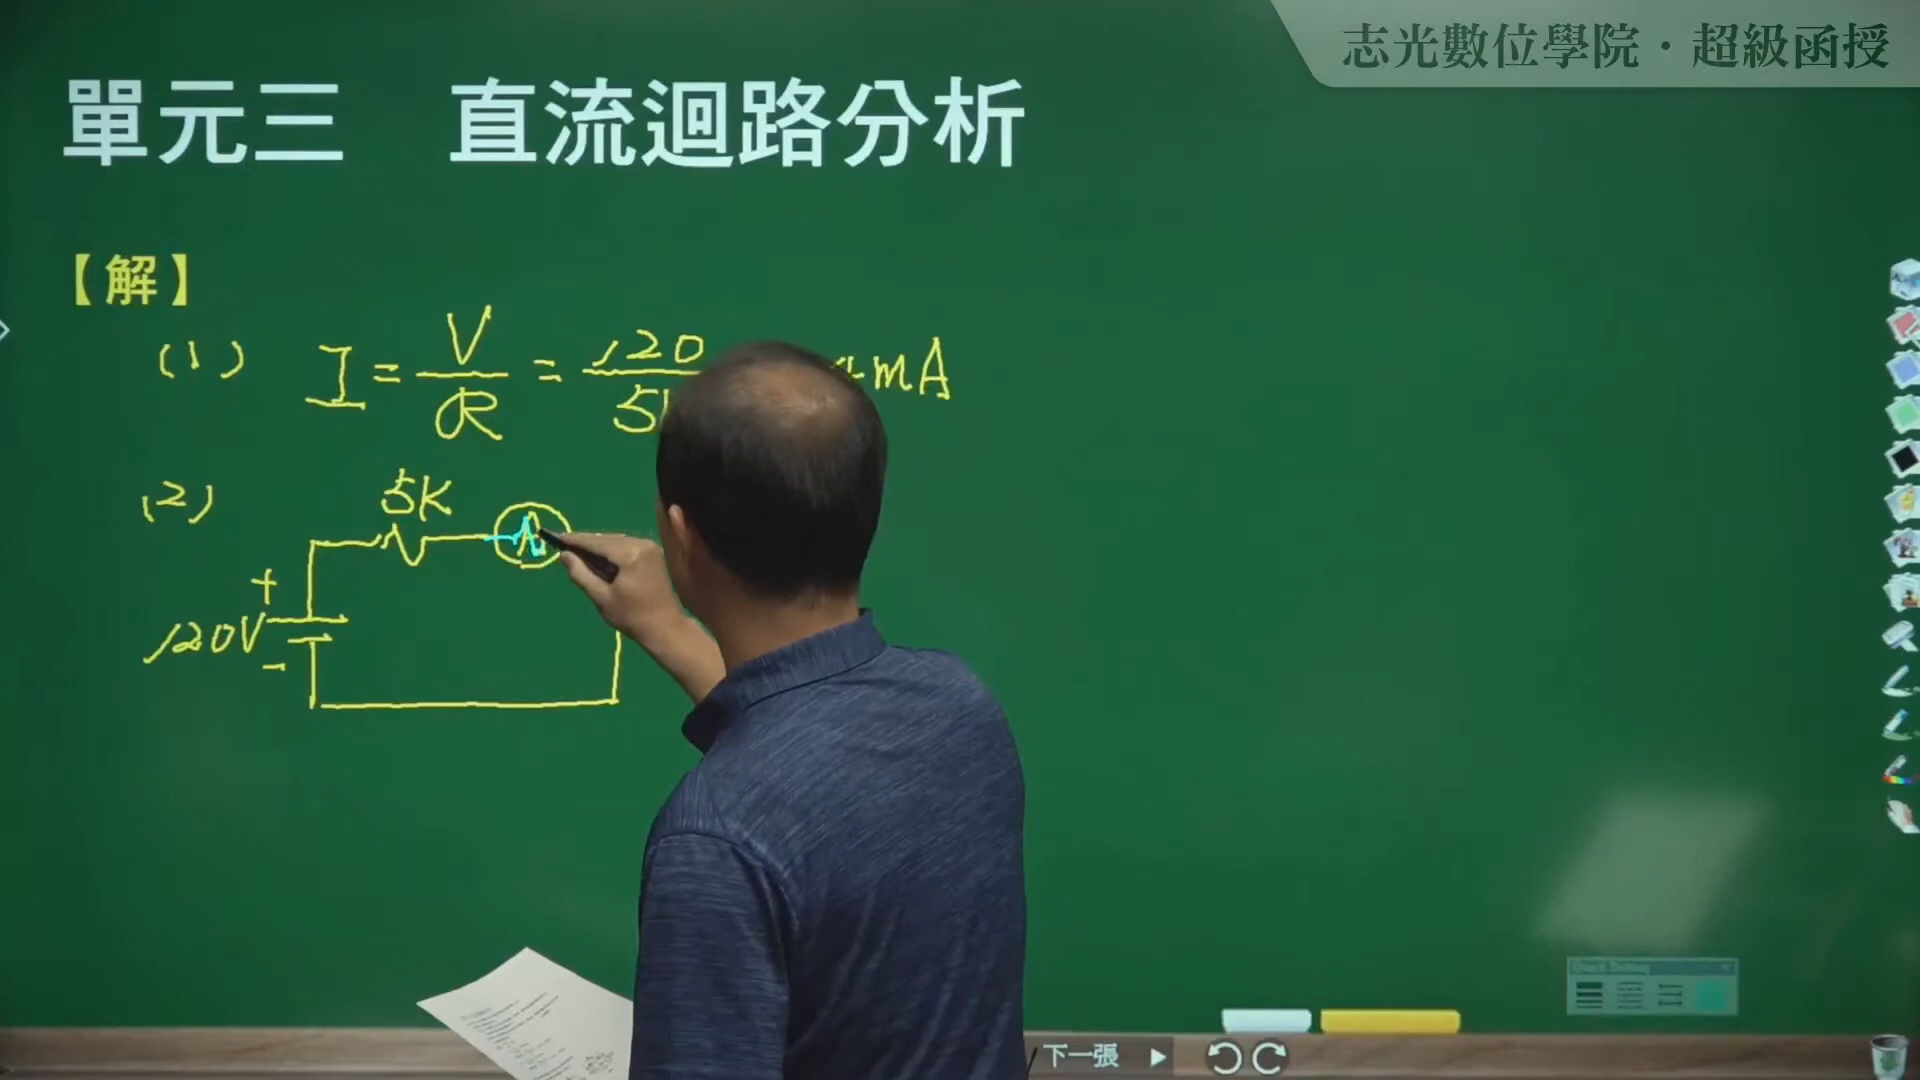 志光數位學院·超級函授
單元三 直流迴路分析
【解】
(1) I = V/R = 120/5 mA
(2)
5K
A
+
120V
-
下一張